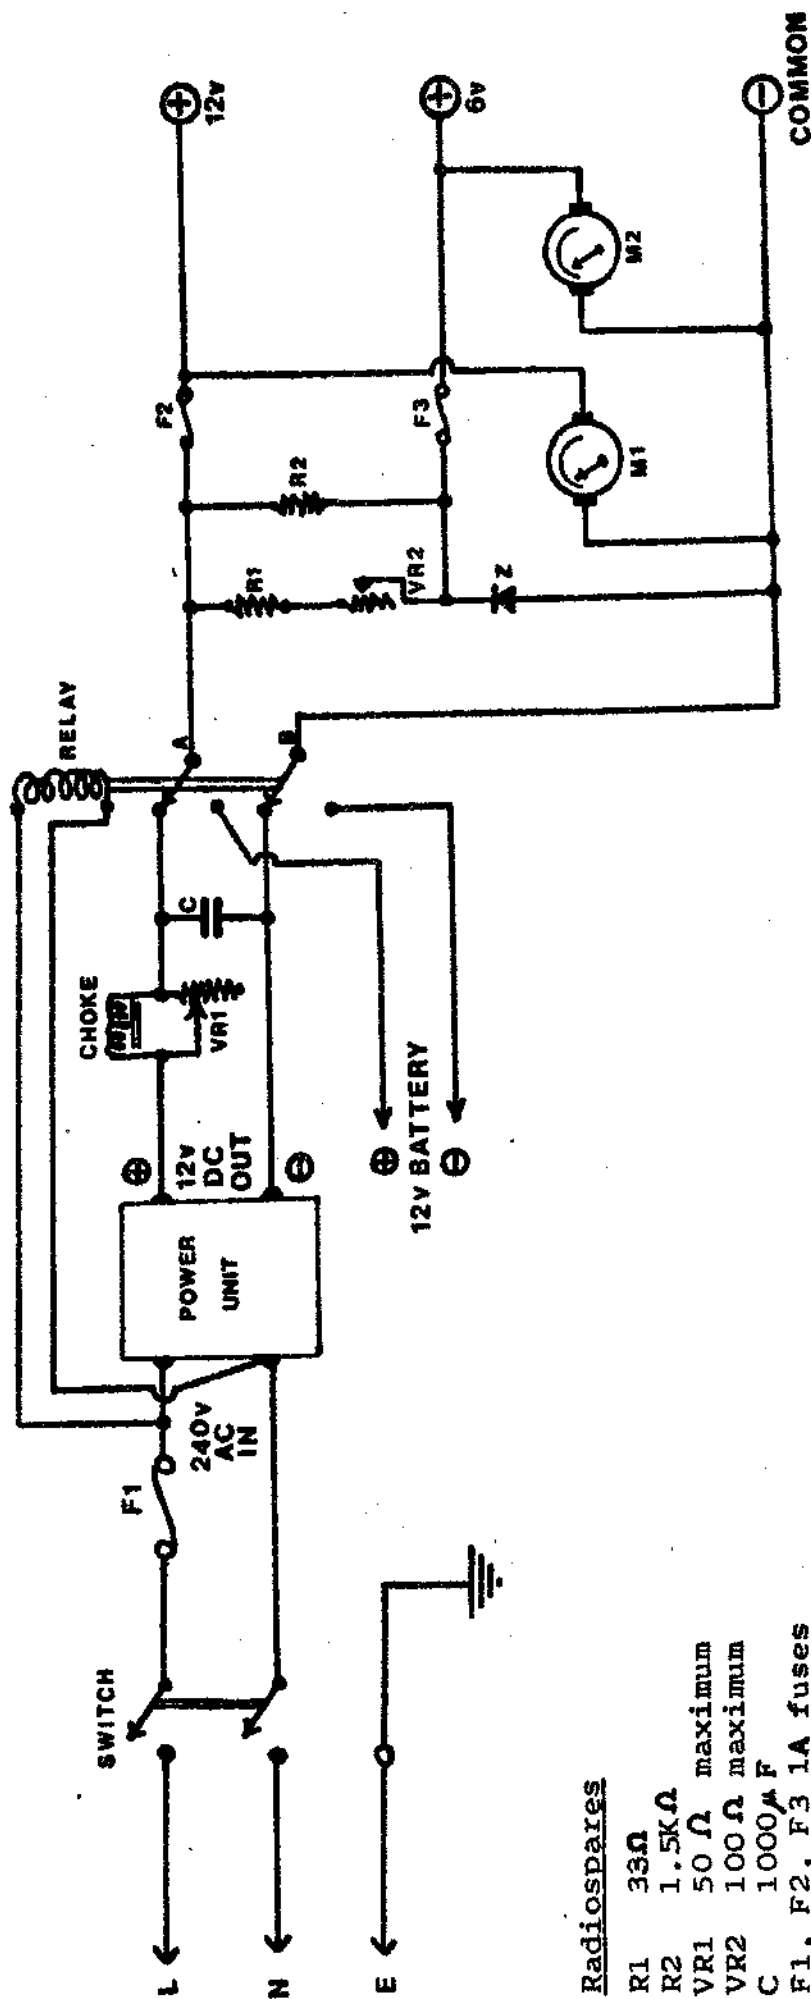 SWITCH
L
N
E
F1
240v
AC
IN
POWER
UNIT
12v
DC
OUT
CHOKE
VR1
C
RELAY
A
B
12v BATTERY
R1
R2
VR2
Z
F2
F3
M1
M2
12v
6v
COMMON
Radiospares
R1 33Ω
R2 1.5KΩ
VR1 50 Ω maximum
VR2 100 Ω maximum
C 1000µF
F1, F2, F3 1A fuses